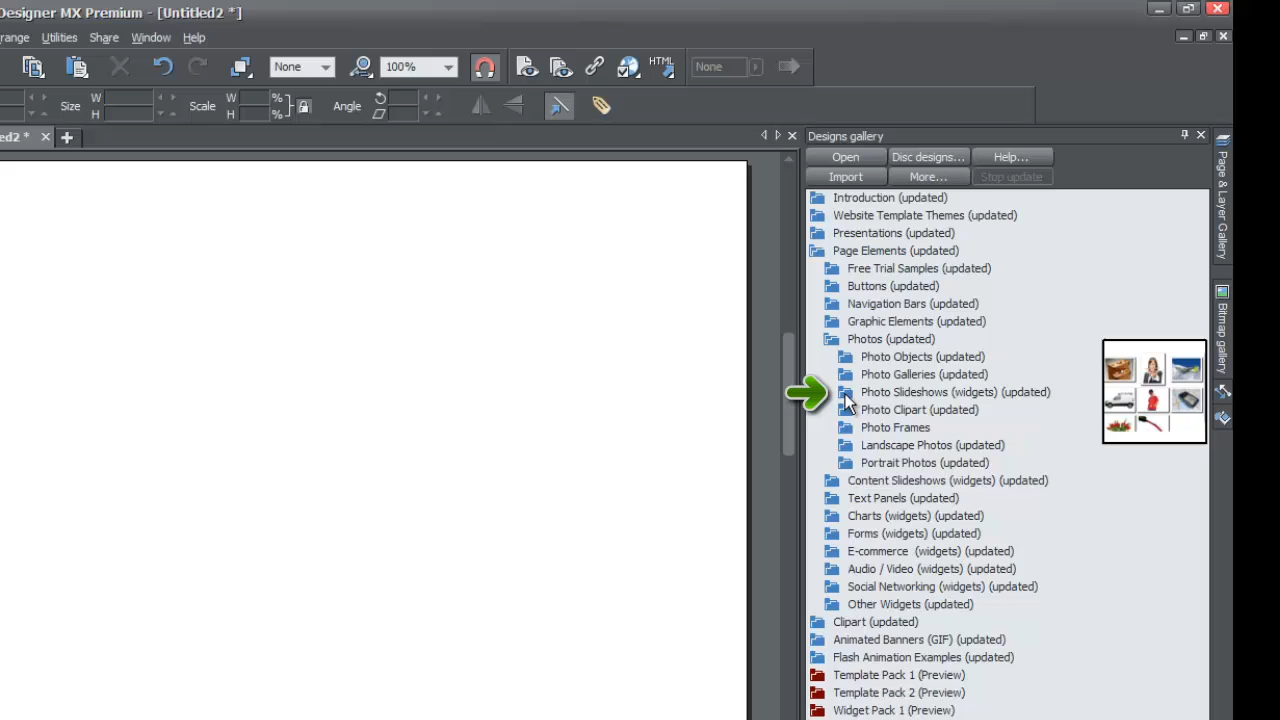 Designer MX Premium - [Untitled2 *]
range Utilities Share Window Help
None 100% HTML None
Size W H Scale W H % % Angle
ed2 *
Designs gallery
Open Disc designs... Help...
Import More... Stop update
Introduction (updated)
Website Template Themes (updated)
Presentations (updated)
Page Elements (updated)
Free Trial Samples (updated)
Buttons (updated)
Navigation Bars (updated)
Graphic Elements (updated)
Photos (updated)
Photo Objects (updated)
Photo Galleries (updated)
Photo Slideshows (widgets) (updated)
Photo Clipart (updated)
Photo Frames
Landscape Photos (updated)
Portrait Photos (updated)
Content Slideshows (widgets) (updated)
Text Panels (updated)
Charts (widgets) (updated)
Forms (widgets) (updated)
E-commerce (widgets) (updated)
Audio / Video (widgets) (updated)
Social Networking (widgets) (updated)
Other Widgets (updated)
Clipart (updated)
Animated Banners (GIF) (updated)
Flash Animation Examples (updated)
Template Pack 1 (Preview)
Template Pack 2 (Preview)
Widget Pack 1 (Preview)
Page & Layer Gallery
Bitmap gallery